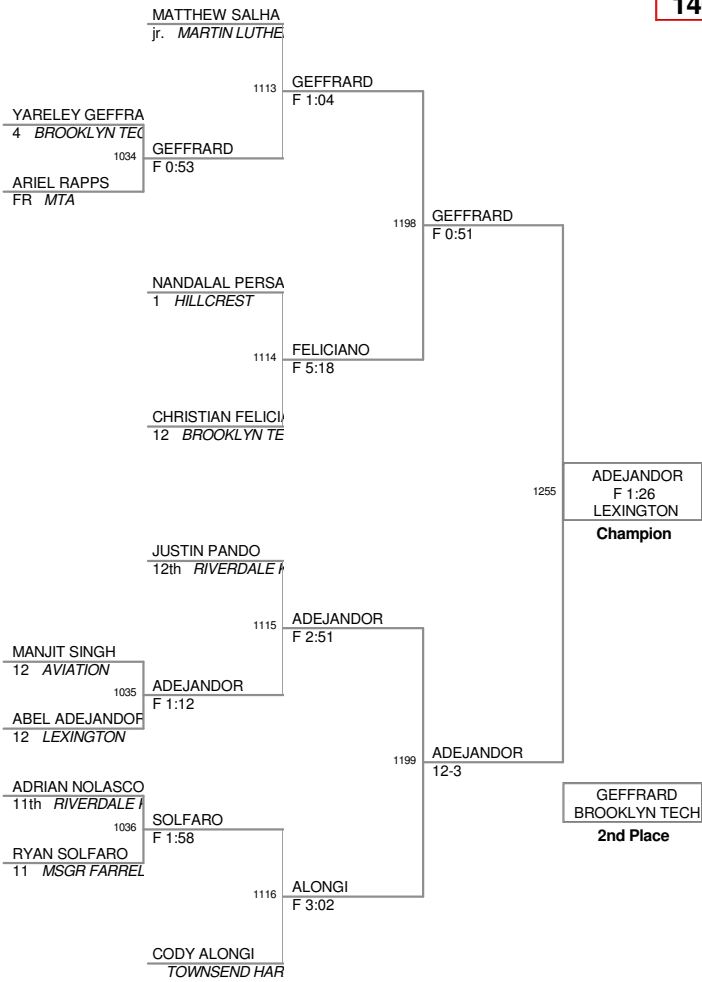 14
MATTHEW SALHA
jr. MARTIN LUTHE
1113
GEFFRARD
F 1:04
YARELEY GEFFRA
4 BROOKLYN TEC
1034
GEFFRARD
F 0:53
ARIEL RAPPS
FR MTA
1198
GEFFRARD
F 0:51
NANDALAL PERSA
1 HILLCREST
1114
FELICIANO
F 5:18
CHRISTIAN FELICI
12 BROOKLYN TE
1255
ADEJANDOR
F 1:26
LEXINGTON
Champion
JUSTIN PANDO
12th RIVERDALE K
1115
ADEJANDOR
F 2:51
MANJIT SINGH
12 AVIATION
1035
ADEJANDOR
F 1:12
ABEL ADEJANDOR
12 LEXINGTON
1199
ADEJANDOR
12-3
ADRIAN NOLASCO
11th RIVERDALE K
1036
SOLFARO
F 1:58
RYAN SOLFARO
11 MSGR FARREL
GEFFRARD
BROOKLYN TECH
2nd Place
1116
ALONGI
F 3:02
CODY ALONGI
TOWNSEND HAR